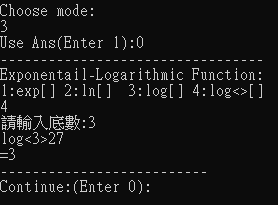 Choose mode:
3
Use Ans(Enter 1):0
---------------------------------
Exponentail-Logarithmic Function:
1:exp[] 2:ln[]  3:log[] 4:log<>[]
4
請輸入底數:3
log<3>27
=3
--------------------------
Continue:(Enter 0):